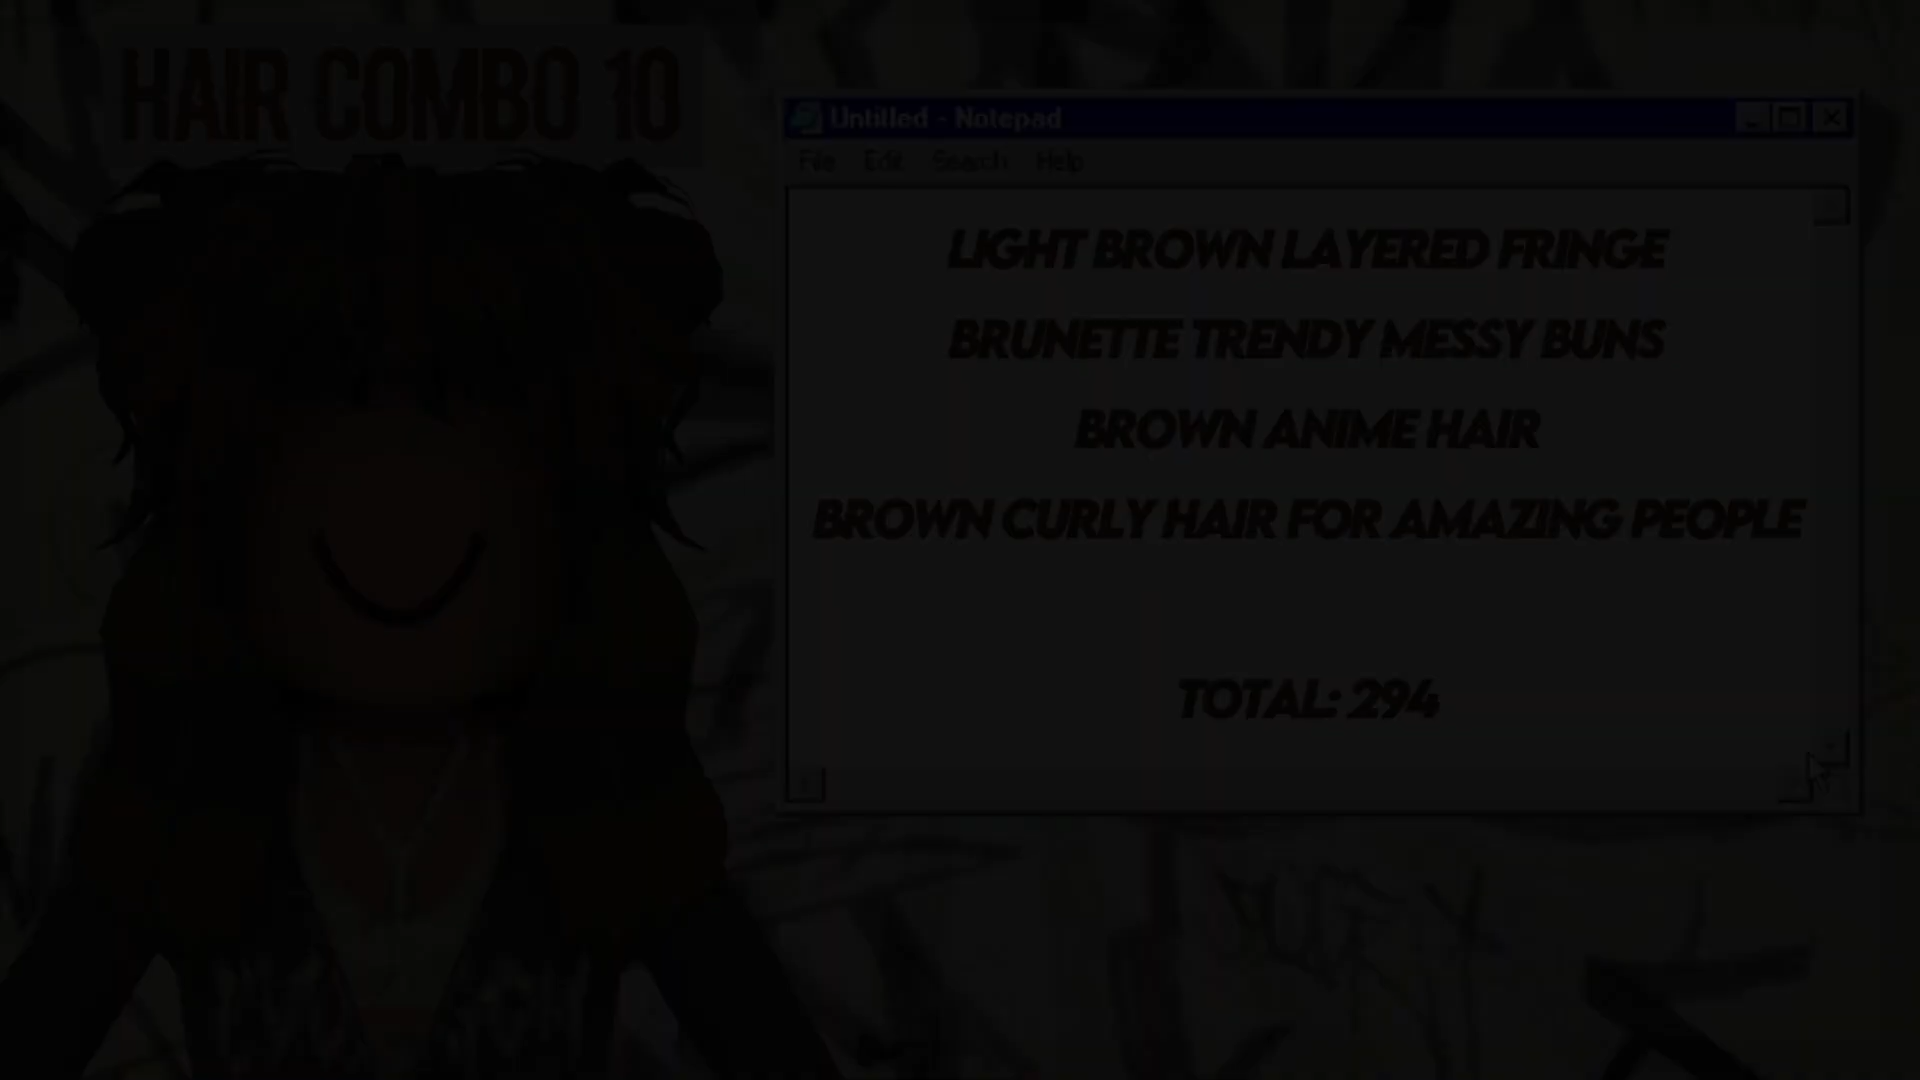 HAIR COMBO 10
Untitled - Notepad
File Edit Search Help
LIGHT BROWN LAYERED FRINGE
BRUNETTE TRENDY MESSY BUNS
BROWN ANIME HAIR
BROWN CURLY HAIR FOR AMAZING PEOPLE
TOTAL: 294